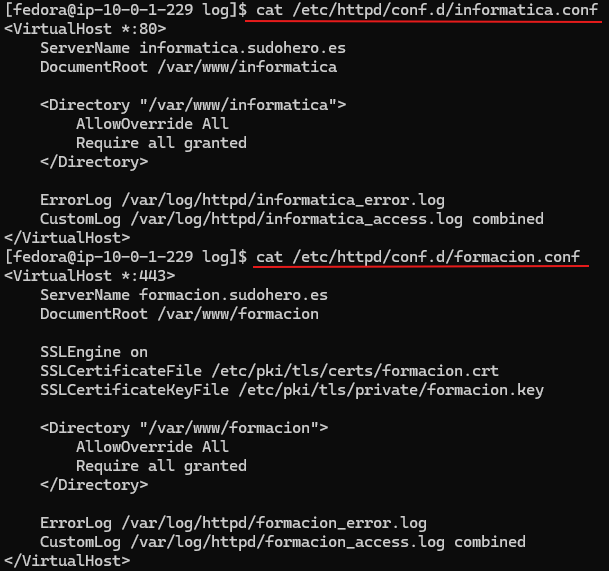 [fedora@ip-10-0-1-229 log]$ cat /etc/httpd/conf.d/informatica.conf
<VirtualHost *:80>
    ServerName informatica.sudohero.es
    DocumentRoot /var/www/informatica

    <Directory "/var/www/informatica">
        AllowOverride All
        Require all granted
    </Directory>

    ErrorLog /var/log/httpd/informatica_error.log
    CustomLog /var/log/httpd/informatica_access.log combined
</VirtualHost>
[fedora@ip-10-0-1-229 log]$ cat /etc/httpd/conf.d/formacion.conf
<VirtualHost *:443>
    ServerName formacion.sudohero.es
    DocumentRoot /var/www/formacion

    SSLEngine on
    SSLCertificateFile /etc/pki/tls/certs/formacion.crt
    SSLCertificateKeyFile /etc/pki/tls/private/formacion.key

    <Directory "/var/www/formacion">
        AllowOverride All
        Require all granted
    </Directory>

    ErrorLog /var/log/httpd/formacion_error.log
    CustomLog /var/log/httpd/formacion_access.log combined
</VirtualHost>